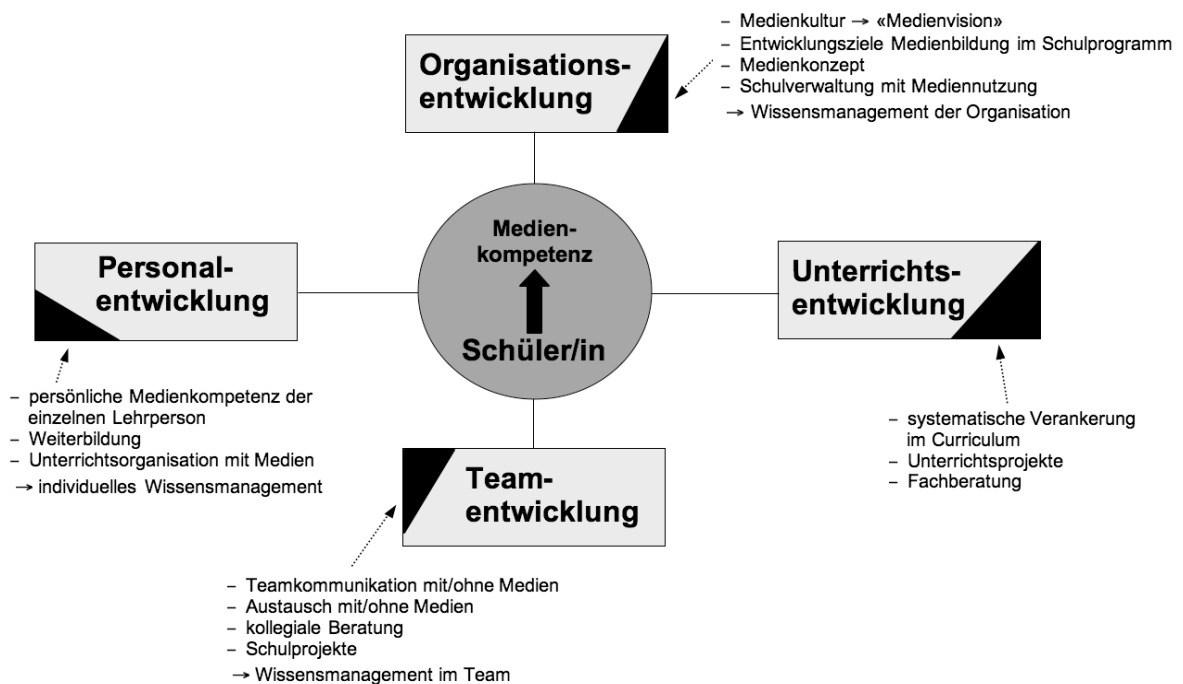 – Medienkultur → «Medienvision»
– Entwicklungsziele Medienbildung im Schulprogramm
– Medienkonzept
– Schulverwaltung mit Mediennutzung
→ Wissensmanagement der Organisation
Organisations-
entwicklung
Medien-
kompetenz
Schüler/in
Personal-
entwicklung
– persönliche Medienkompetenz der
einzelnen Lehrperson
– Weiterbildung
– Unterrichtsorganisation mit Medien
→ individuelles Wissensmanagement
Unterrichts-
entwicklung
– systematische Verankerung
im Curriculum
– Unterrichtsprojekte
– Fachberatung
Team-
entwicklung
– Teamkommunikation mit/ohne Medien
– Austausch mit/ohne Medien
– kollegiale Beratung
– Schulprojekte
→ Wissensmanagement im Team